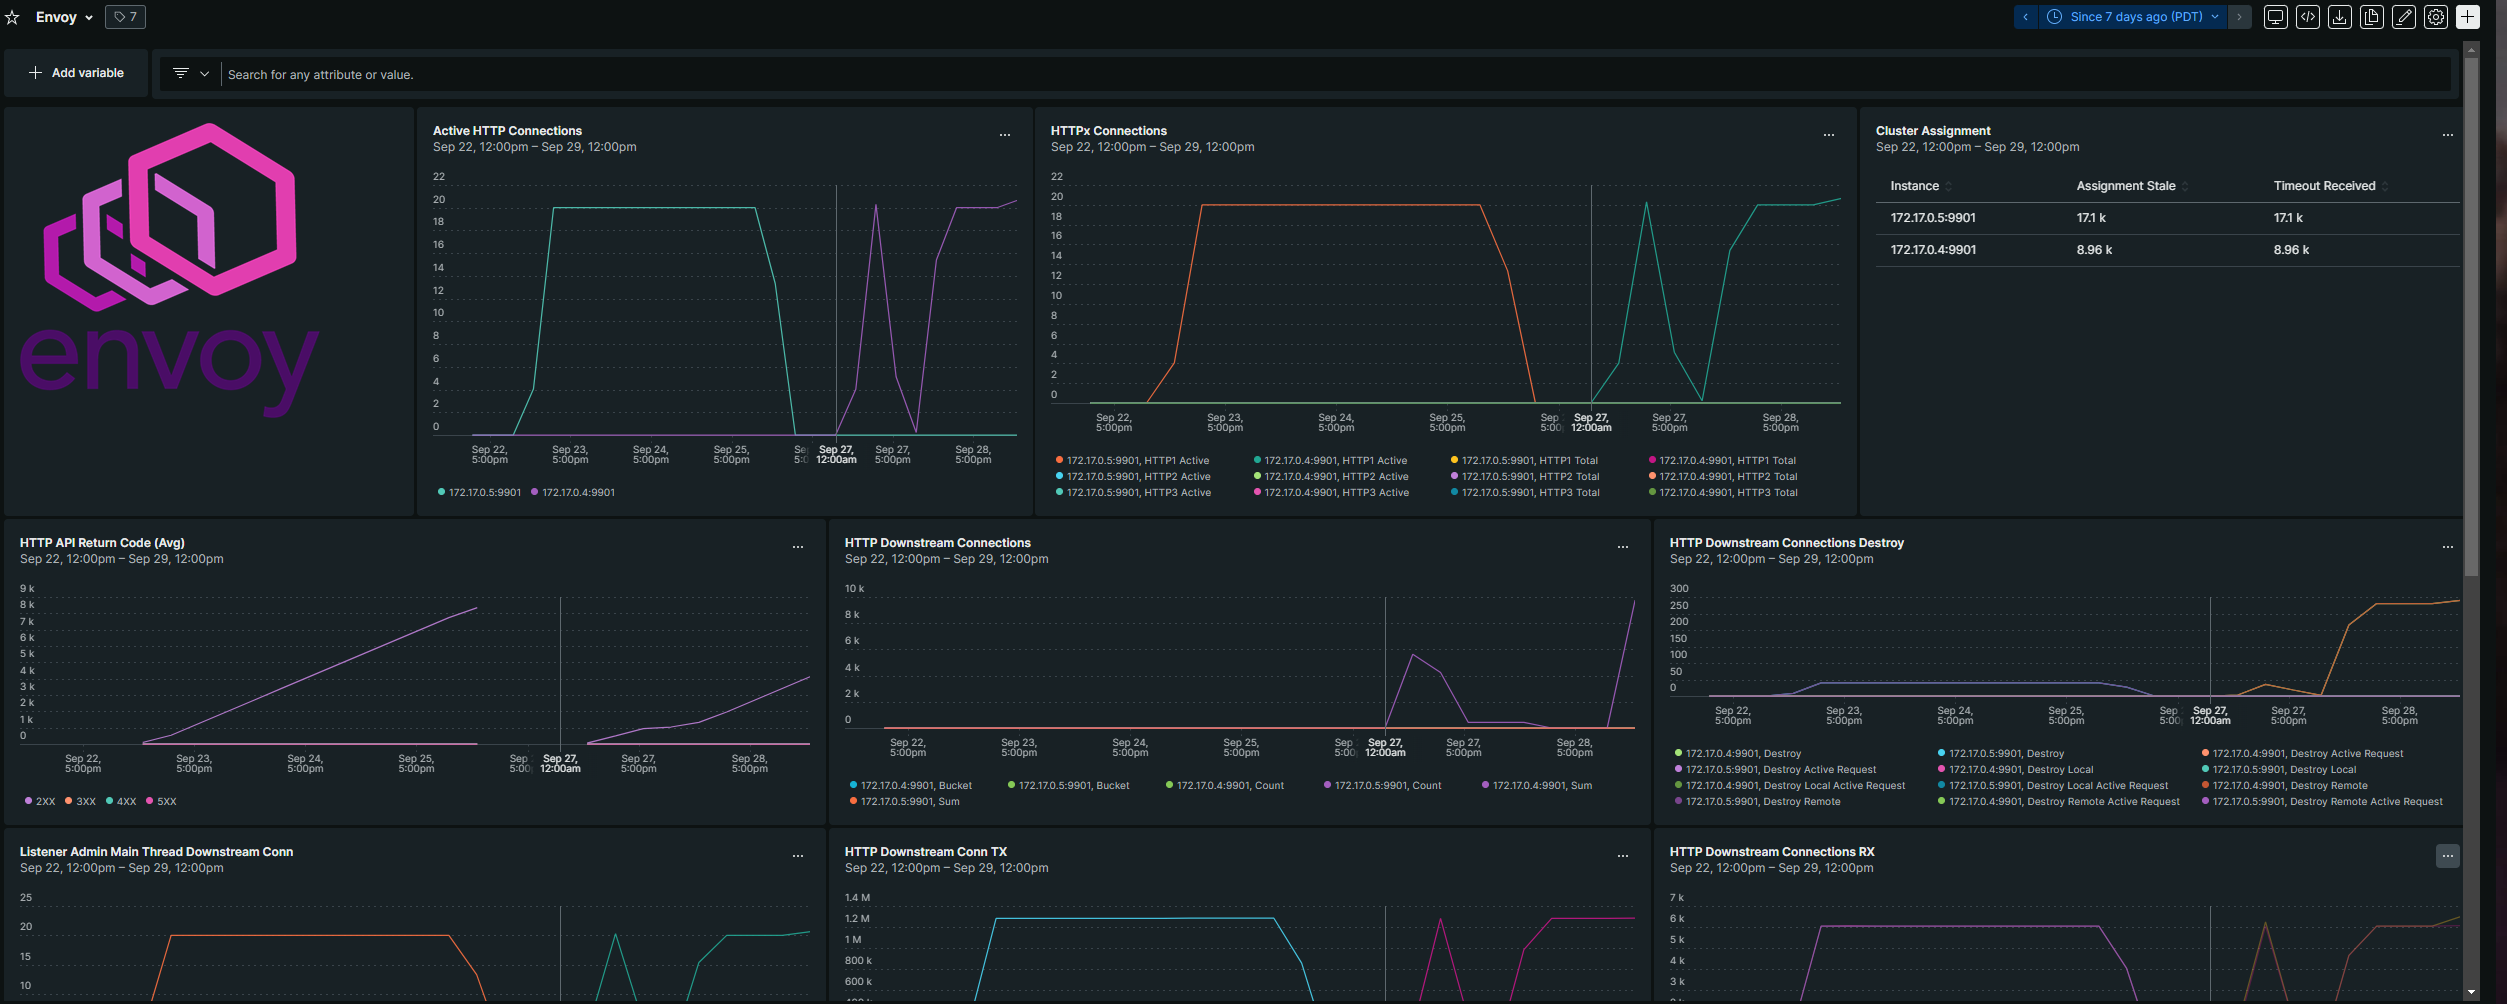 Envoy
7
Since 7 days ago (PDT)
Add variable
Search for any attribute or value.
envoy
Active HTTP Connections
Sep 22, 12:00pm – Sep 29, 12:00pm
22
20
18
16
14
12
10
8
6
4
2
0
Sep 22, 5:00pm
Sep 23, 5:00pm
Sep 24, 5:00pm
Sep 25, 5:00pm
Sep 27, 12:00am
Sep 27, 5:00pm
Sep 28, 5:00pm
172.17.0.5:9901
172.17.0.4:9901
HTTPx Connections
Sep 22, 12:00pm – Sep 29, 12:00pm
22
20
18
16
14
12
10
8
6
4
2
0
Sep 22, 5:00pm
Sep 23, 5:00pm
Sep 24, 5:00pm
Sep 25, 5:00pm
Sep 27, 12:00am
Sep 27, 5:00pm
Sep 28, 5:00pm
172.17.0.5:9901, HTTP1 Active
172.17.0.4:9901, HTTP1 Active
172.17.0.5:9901, HTTP1 Total
172.17.0.4:9901, HTTP1 Total
172.17.0.5:9901, HTTP2 Active
172.17.0.4:9901, HTTP2 Active
172.17.0.5:9901, HTTP2 Total
172.17.0.4:9901, HTTP2 Total
172.17.0.5:9901, HTTP3 Active
172.17.0.4:9901, HTTP3 Active
172.17.0.5:9901, HTTP3 Total
172.17.0.4:9901, HTTP3 Total
Cluster Assignment
Sep 22, 12:00pm – Sep 29, 12:00pm
Instance Assignment Stale Timeout Received
172.17.0.5:9901 17.1 k 17.1 k
172.17.0.4:9901 8.96 k 8.96 k
HTTP API Return Code (Avg)
Sep 22, 12:00pm – Sep 29, 12:00pm
9 k
8 k
7 k
6 k
5 k
4 k
3 k
2 k
1 k
0
Sep 22, 5:00pm
Sep 23, 5:00pm
Sep 24, 5:00pm
Sep 25, 5:00pm
Sep 27, 12:00am
Sep 27, 5:00pm
Sep 28, 5:00pm
2XX
3XX
4XX
5XX
HTTP Downstream Connections
Sep 22, 12:00pm – Sep 29, 12:00pm
10 k
8 k
6 k
4 k
2 k
0
Sep 22, 5:00pm
Sep 23, 5:00pm
Sep 24, 5:00pm
Sep 25, 5:00pm
Sep 27, 12:00am
Sep 27, 5:00pm
Sep 28, 5:00pm
172.17.0.4:9901, Bucket
172.17.0.5:9901, Bucket
172.17.0.4:9901, Count
172.17.0.5:9901, Count
172.17.0.4:9901, Sum
172.17.0.5:9901, Sum
HTTP Downstream Connections Destroy
Sep 22, 12:00pm – Sep 29, 12:00pm
300
250
200
150
100
50
0
Sep 22, 5:00pm
Sep 23, 5:00pm
Sep 24, 5:00pm
Sep 25, 5:00pm
Sep 27, 12:00am
Sep 27, 5:00pm
Sep 28, 5:00pm
172.17.0.4:9901, Destroy
172.17.0.5:9901, Destroy
172.17.0.4:9901, Destroy Active Request
172.17.0.5:9901, Destroy Active Request
172.17.0.4:9901, Destroy Local
172.17.0.5:9901, Destroy Local
172.17.0.4:9901, Destroy Local Active Request
172.17.0.5:9901, Destroy Local Active Request
172.17.0.4:9901, Destroy Remote
172.17.0.5:9901, Destroy Remote
172.17.0.4:9901, Destroy Remote Active Request
172.17.0.5:9901, Destroy Remote Active Request
Listener Admin Main Thread Downstream Conn
Sep 22, 12:00pm – Sep 29, 12:00pm
25
20
15
10
HTTP Downstream Conn TX
Sep 22, 12:00pm – Sep 29, 12:00pm
1.4 M
1.2 M
1 M
800 k
600 k
HTTP Downstream Connections RX
Sep 22, 12:00pm – Sep 29, 12:00pm
7 k
6 k
5 k
4 k
3 k